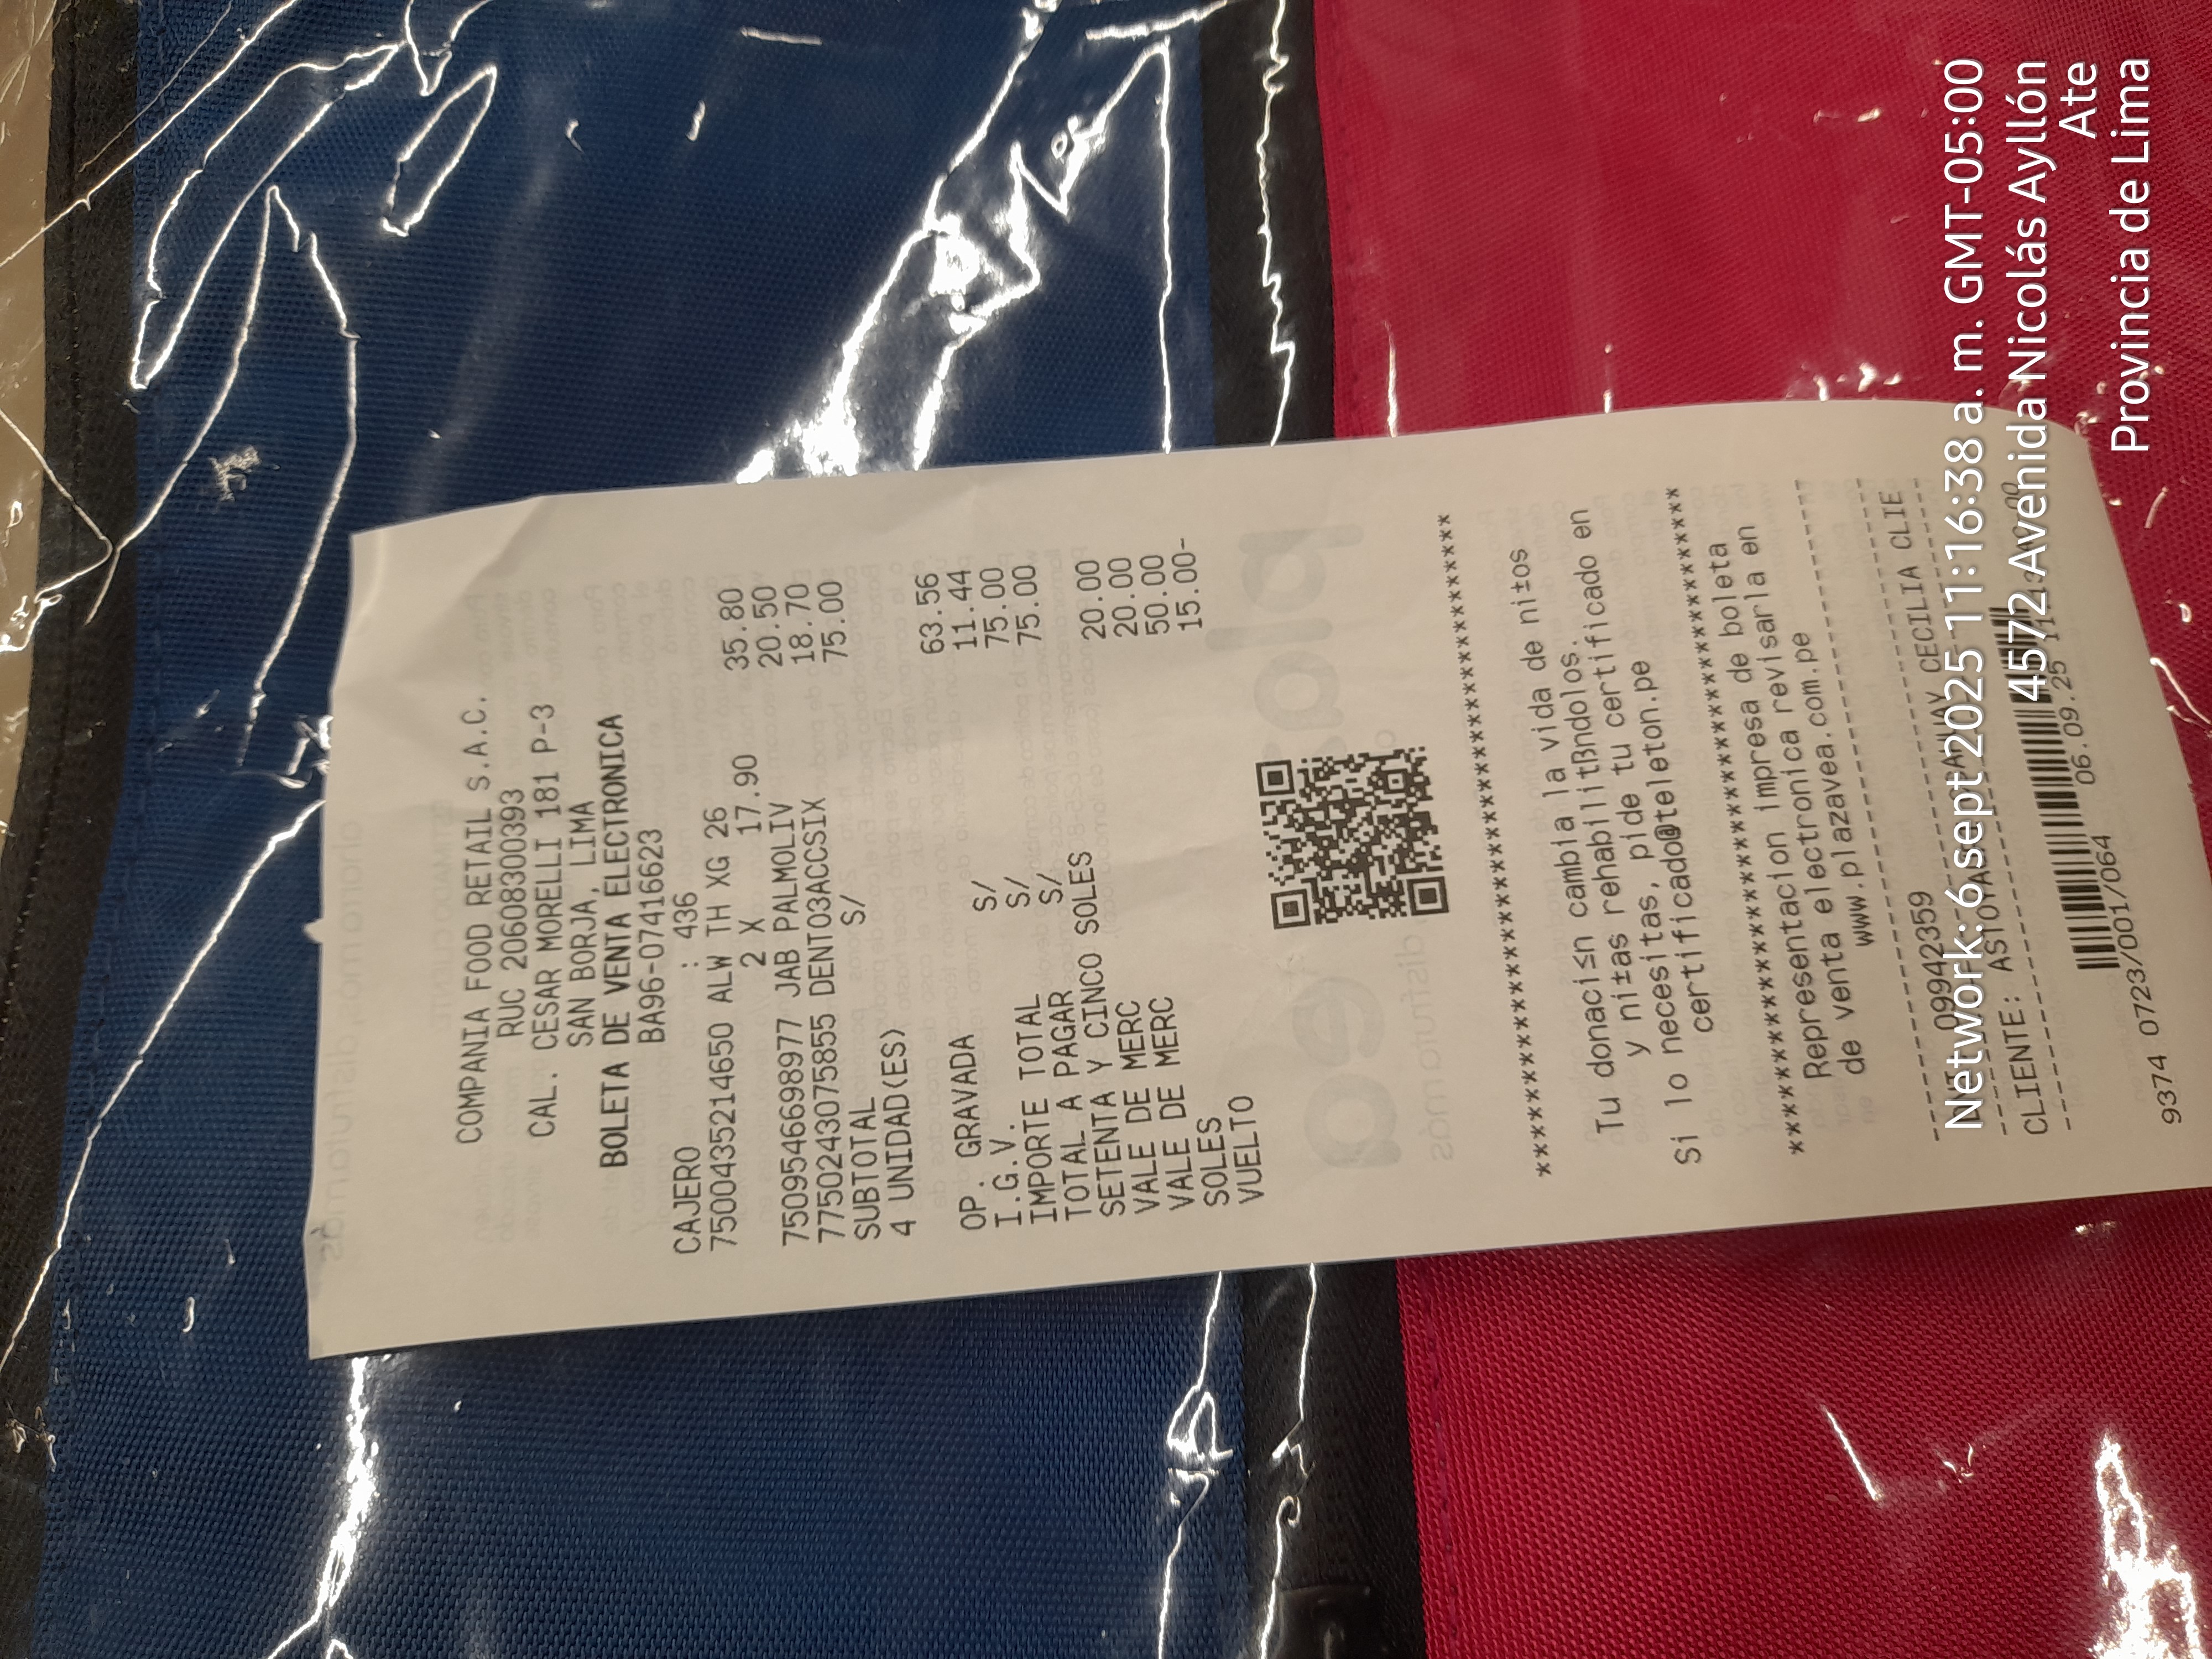 COMPANIA FOOD RETAIL S.A.C.
RUC 20608300393
CAL. CESAR MORELLI 181 P-3
SAN BORJA, LIMA
BOLETA DE VENTA ELECTRONICA
BA96-07416623
CAJERO : 436
7500435214650 ALW TH XG 26
2 X 17.90 35.80
7509546698977 JAB PALMOLIV 20.50
7750243075855 DENTO3ACCSIX 18.70
SUBTOTAL S/ 75.00
4 UNIDAD(ES)
OP. GRAVADA 63.56
I.G.V. S/ 11.44
IMPORTE TOTAL S/ 75.00
TOTAL A PAGAR S/ 75.00
SETENTA Y CINCO SOLES
VALE DE MERC 20.00
VALE DE MERC 20.00
SOLES 50.00
VUELTO 15.00-
****************************************
Tu donaci≤n cambia la vida de ni±os
y ni±as rehabilitßndolos.
Si lo necesitas, pide tu certificado en
certificado@teleton.pe
****************************************
Representacion impresa de boleta
de venta electronica revisarla en
www.plazavea.com.pe
09942359
CLIENTE: CECILIA CLIE
9374 0723/001/064 06.09.25
Network: 6 sept 2025 11:16:38 a. m. GMT-05:00
4572 Avenida Nicolás Ayllón
Ate
Provincia de Lima